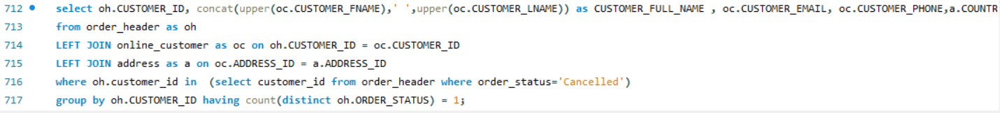 712 select oh.CUSTOMER_ID, concat(upper(oc.CUSTOMER_FNAME),' ',upper(oc.CUSTOMER_LNAME)) as CUSTOMER_FULL_NAME , oc.CUSTOMER_EMAIL, oc.CUSTOMER_PHONE,a.COUNTR
713 from order_header as oh
714 LEFT JOIN online_customer as oc on oh.CUSTOMER_ID = oc.CUSTOMER_ID
715 LEFT JOIN address as a on oc.ADDRESS_ID = a.ADDRESS_ID
716 where oh.customer_id in  (select customer_id from order_header where order_status='Cancelled')
717 group by oh.CUSTOMER_ID having count(distinct oh.ORDER_STATUS) = 1;